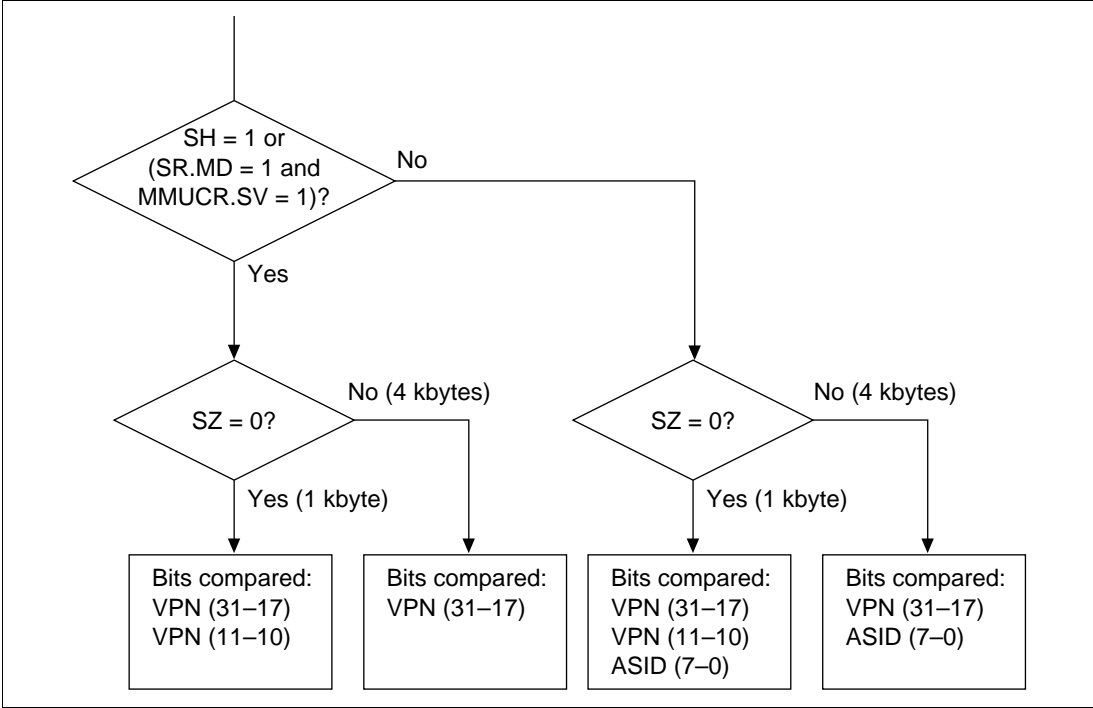 SH = 1 or
(SR.MD = 1 and
MMUCR.SV = 1)?
No
Yes
SZ = 0?
No (4 kbytes)
Yes (1 kbyte)
SZ = 0?
No (4 kbytes)
Yes (1 kbyte)
Bits compared:
VPN (31–17)
VPN (11–10)
Bits compared:
VPN (31–17)
Bits compared:
VPN (31–17)
VPN (11–10)
ASID (7–0)
Bits compared:
VPN (31–17)
ASID (7–0)